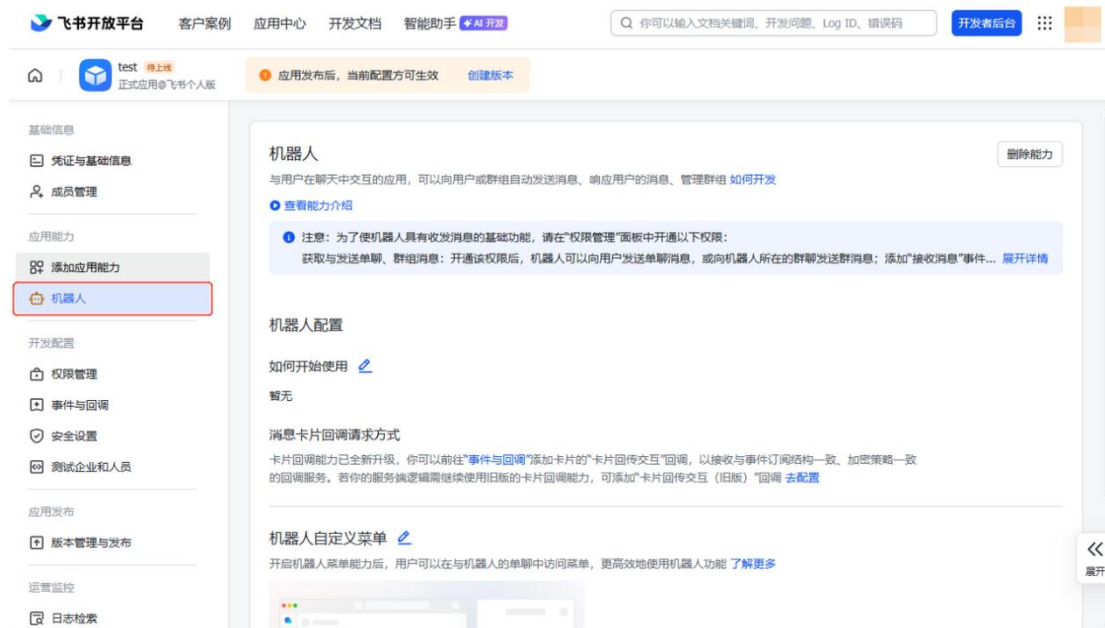 飞书开放平台 客户案例 应用中心 开发文档 智能助手 AI 开发 你可以输入文档关键词、开发问题、Log ID、错误码 开发者后台
test 待上线
正式应用@飞书个人版
应用发布后，当前配置方可生效 创建版本
基础信息
凭证与基础信息
成员管理
应用能力
添加应用能力
机器人
开发配置
权限管理
事件与回调
安全设置
测试企业和人员
应用发布
版本管理与发布
运营监控
日志检索
机器人
删除能力
与用户在聊天中交互的应用，可以向用户或群组自动发送消息、响应用户的消息、管理群组 如何开发
查看能力介绍
注意：为了使机器人具有收发消息的基础功能，请在"权限管理"面板中开通以下权限：
获取与发送单聊、群组消息：开通该权限后，机器人可以向用户发送单聊消息，或向机器人所在的群聊发送群消息；添加"接收消息"事件... 展开详情
机器人配置
如何开始使用
暂无
消息卡片回调请求方式
卡片回调能力已全新升级，你可以前往"事件与回调"添加卡片的"卡片回传交互"回调，以接收与事件订阅结构一致、加密策略一致
的回调服务。若你的服务端逻辑需继续使用旧版的卡片回调能力，可添加"卡片回传交互（旧版）"回调 去配置
机器人自定义菜单
开启机器人菜单能力后，用户可以在与机器人的单聊中访问菜单，更高效地使用机器人功能 了解更多
展开